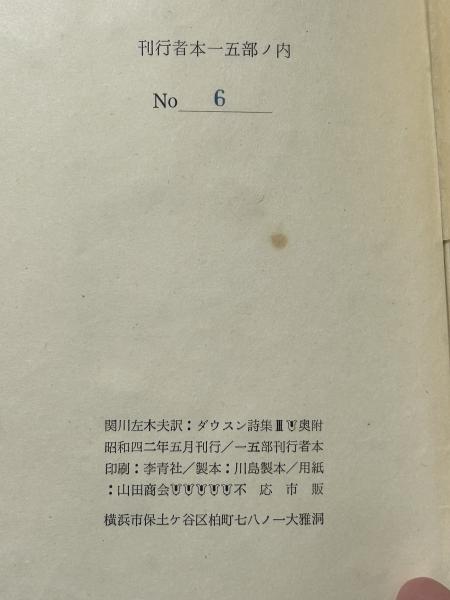 刊行者本一五部ノ内
No 6
関川左木夫訳：ダウスン詩集Ⅲ奥附
昭和四二年五月刊行／一五部刊行者本
印刷：李青社／製本：川島製本／用紙
：山田商会不応市販
横浜市保土ケ谷区柏町七八ノ一大雅洞